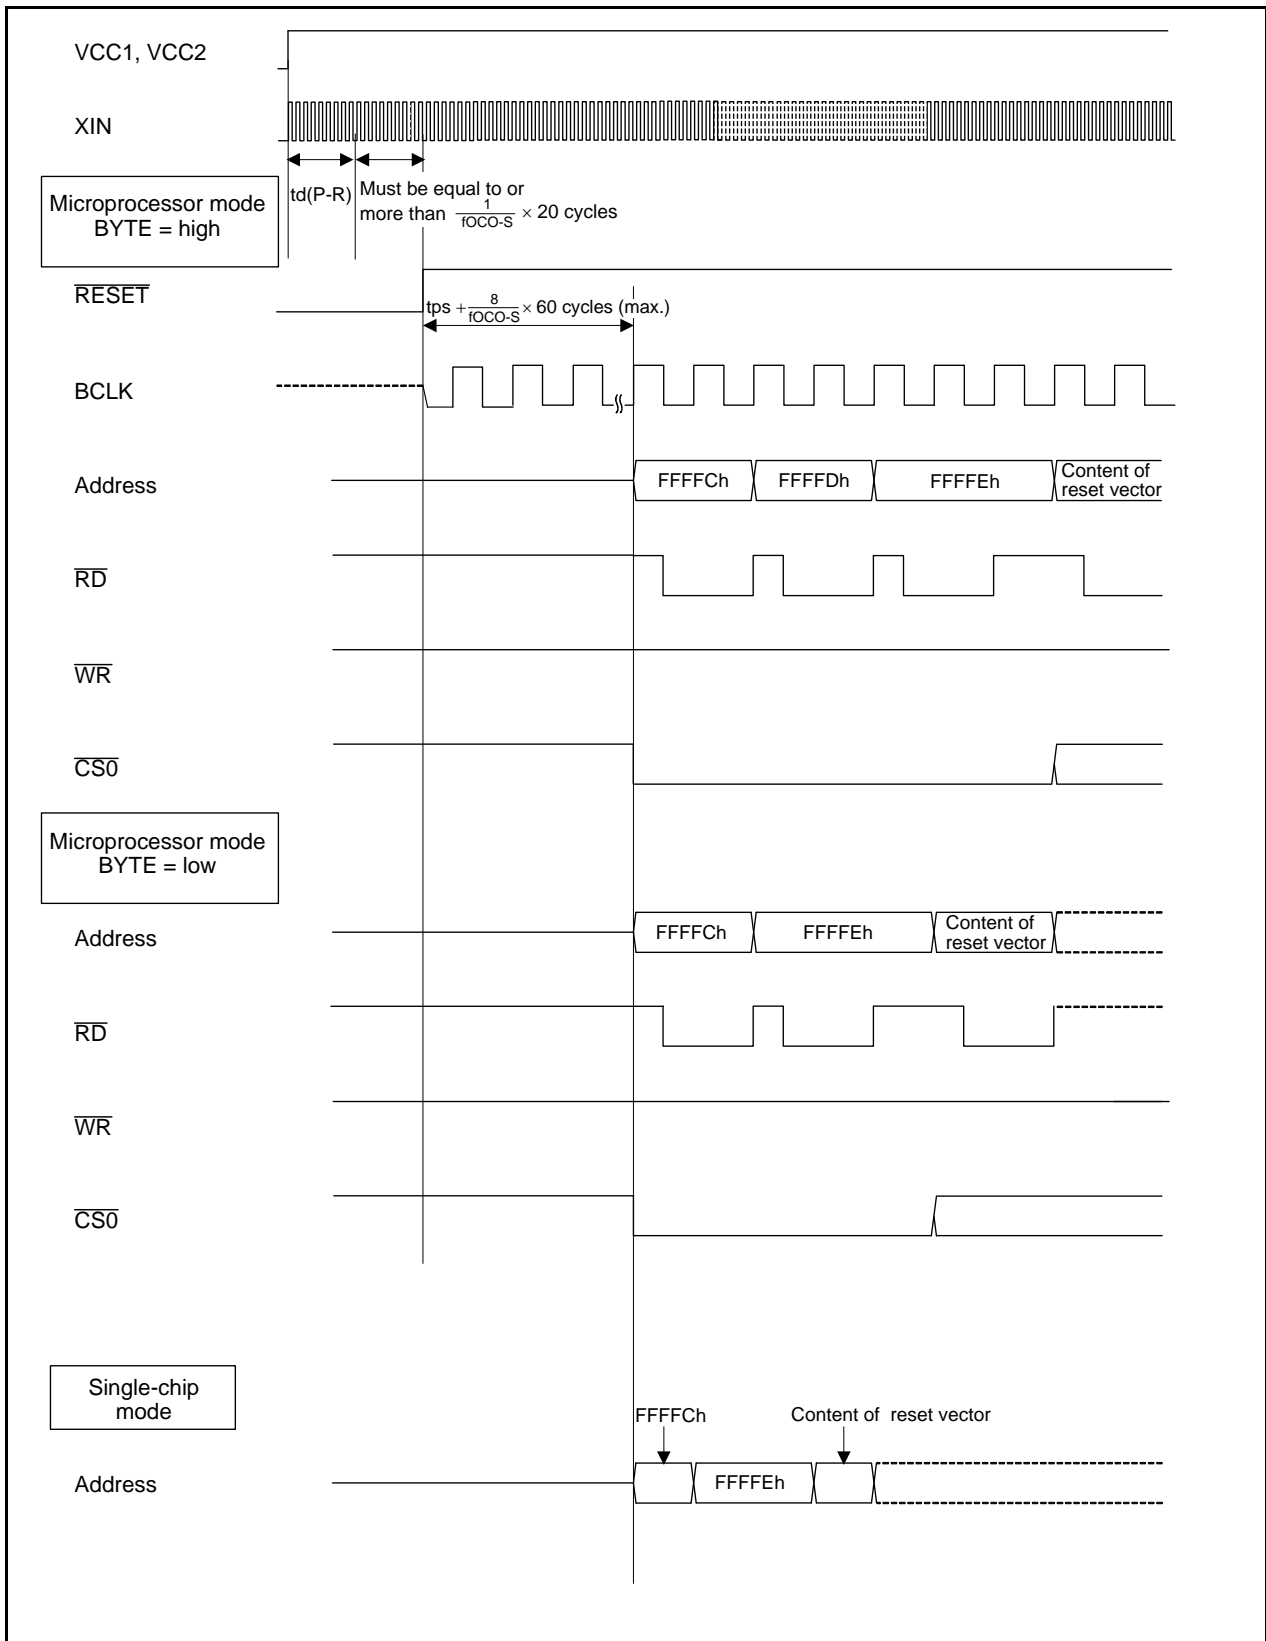 VCC1, VCC2
XIN
td(P-R)
Must be equal to or
more than 1/fOCO-S × 20 cycles
Microprocessor mode
BYTE = high
RESET
tps + 8/fOCO-S × 60 cycles (max.)
BCLK
Address
FFFFCh
FFFFDh
FFFFEh
Content of
reset vector
RD
WR
CS0
Microprocessor mode
BYTE = low
Address
FFFFCh
FFFFEh
Content of
reset vector
RD
WR
CS0
Single-chip
mode
FFFFCh
Content of reset vector
Address
FFFFEh